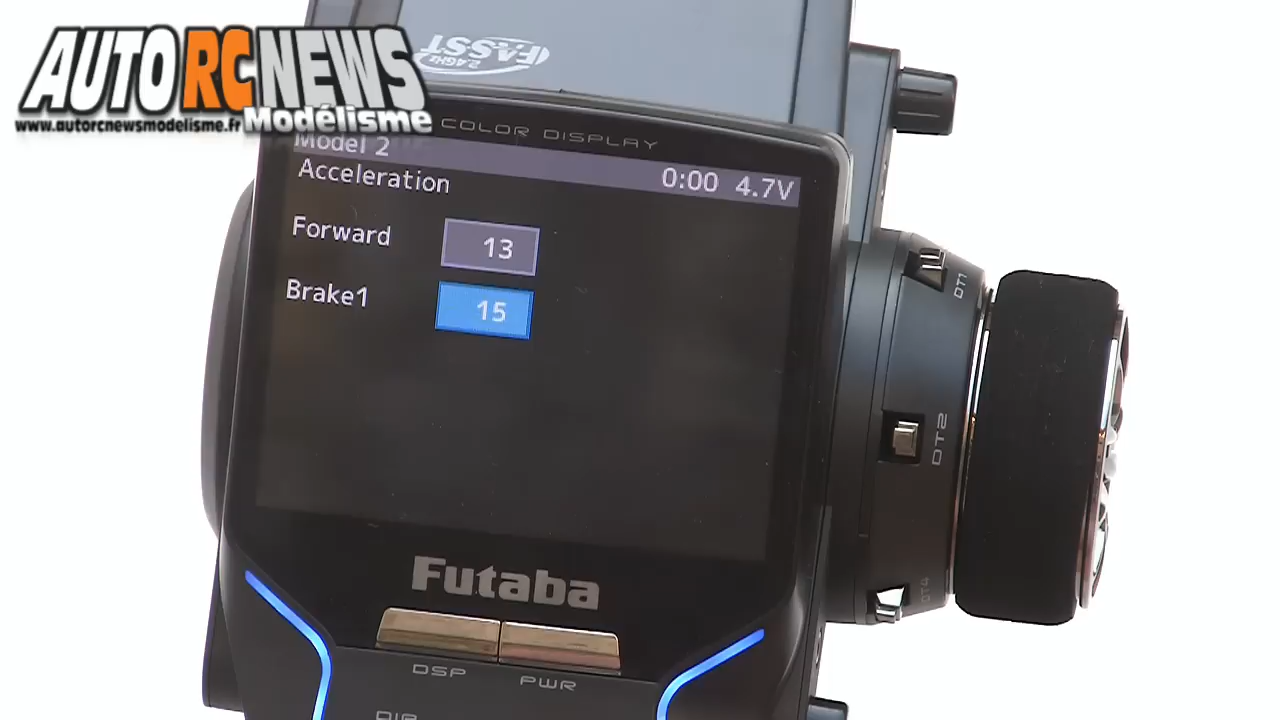 AUTO RC NEWS
Modélisme
www.autorcnewsmodelisme.fr
FASST
2.4GHz
COLOR DISPLAY
Model 2
Acceleration
0:00 4.7V
Forward 13
Brake1 15
DT1
DT2
DT4
Futaba
DSP PWR